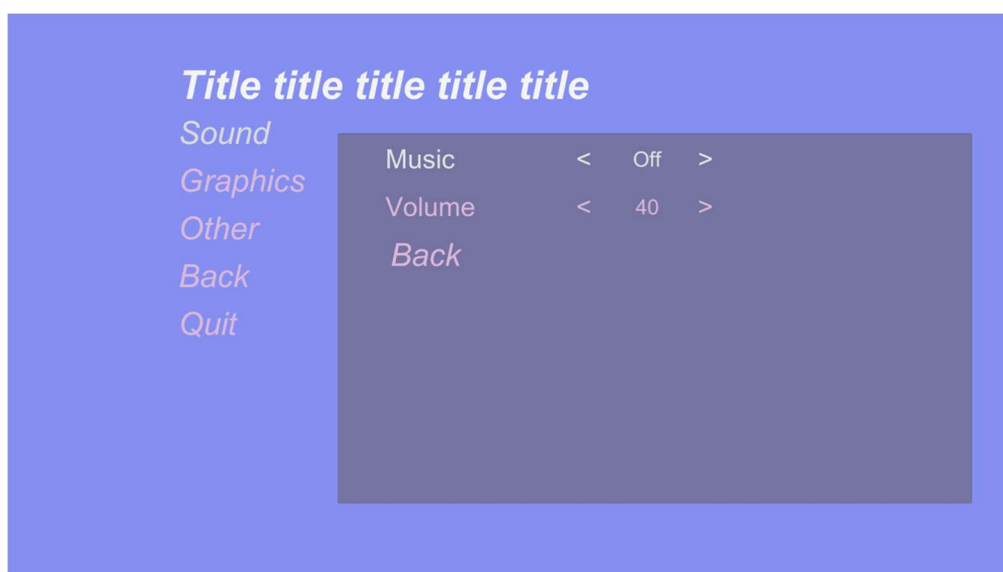 Title title title title title
Sound
Graphics
Other
Back
Quit
Music < Off >
Volume < 40 >
Back